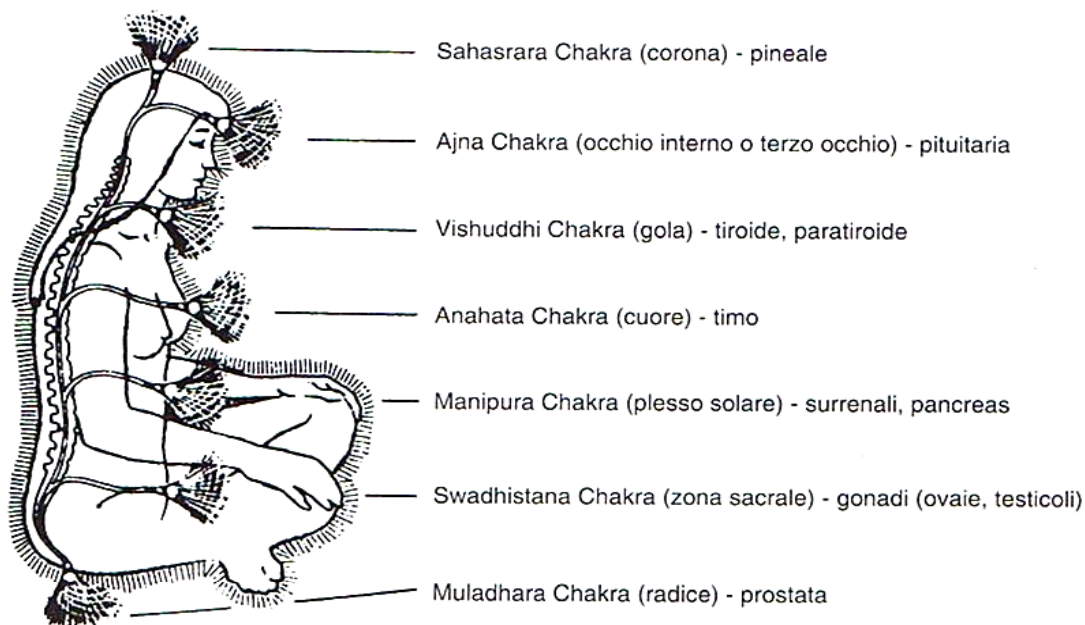 Sahasrara Chakra (corona) - pineale
Ajna Chakra (occhio interno o terzo occhio) - pituitaria
Vishuddhi Chakra (gola) - tiroide, paratiroide
Anahata Chakra (cuore) - timo
Manipura Chakra (plesso solare) - surrenali, pancreas
Swadhistana Chakra (zona sacrale) - gonadi (ovaie, testicoli)
Muladhara Chakra (radice) - prostata